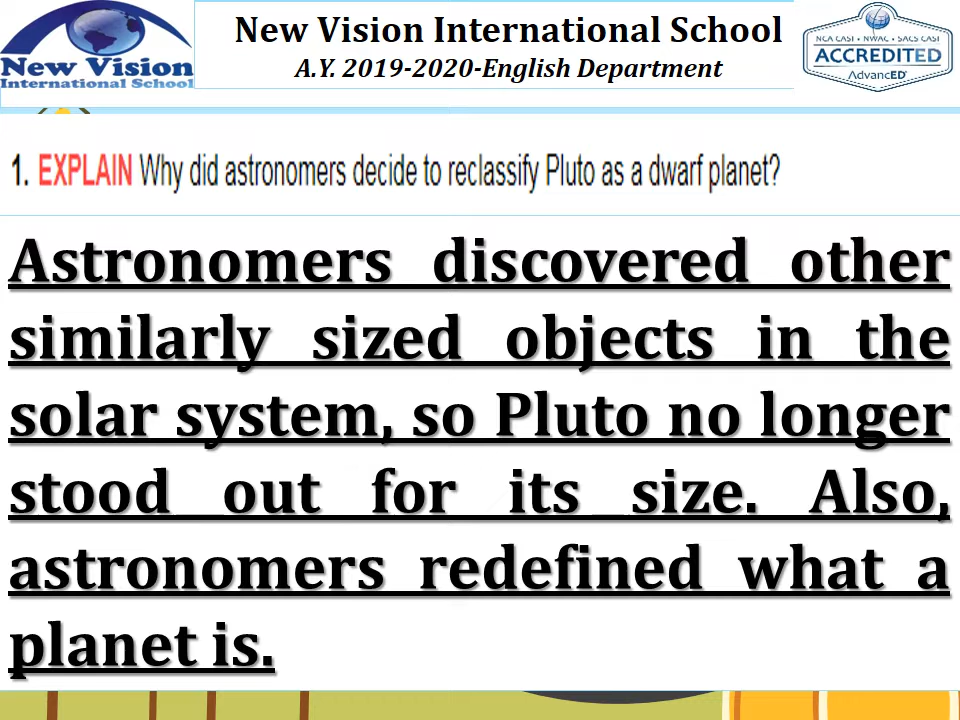 New Vision
International School
New Vision International School
A.Y. 2019-2020-English Department
NCA CASI • NWAC • SACS CASI
ACCREDITED
AdvancED
1. EXPLAIN Why did astronomers decide to reclassify Pluto as a dwarf planet?
Astronomers discovered other
similarly sized objects in the
solar system, so Pluto no longer
stood out for its size. Also,
astronomers redefined what a
planet is.